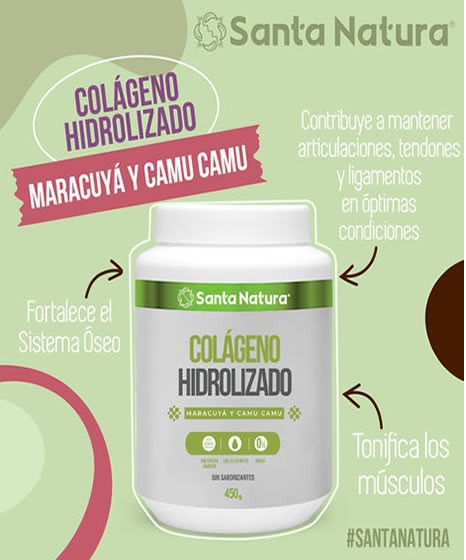 Santa Natura®
COLÁGENO
HIDROLIZADO
MARACUYÁ Y CAMU CAMU
Contribuye a mantener
articulaciones, tendones
y ligamentos
en óptimas
condiciones
Fortalece el
Sistema Óseo
Santa Natura®
COLÁGENO
HIDROLIZADO
MARACUYÁ Y CAMU CAMU
0%
SIN SABORIZANTES
450g
Tonifica los
músculos
#SANTANATURA